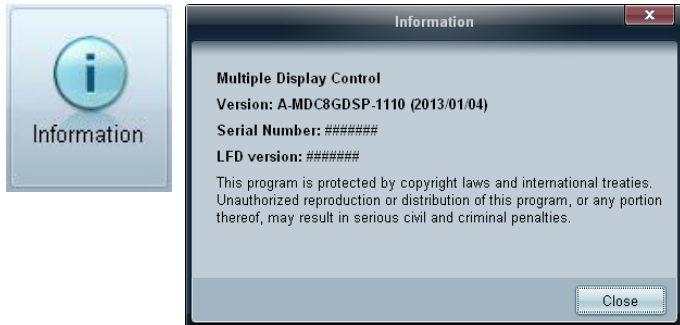 Information
Information
Multiple Display Control
Version: A-MDC8GDSP-1110 (2013/01/04)
Serial Number: #######
LFD version: #######
This program is protected by copyright laws and international treaties.
Unauthorized reproduction or distribution of this program, or any portion
thereof, may result in serious civil and criminal penalties.
Close